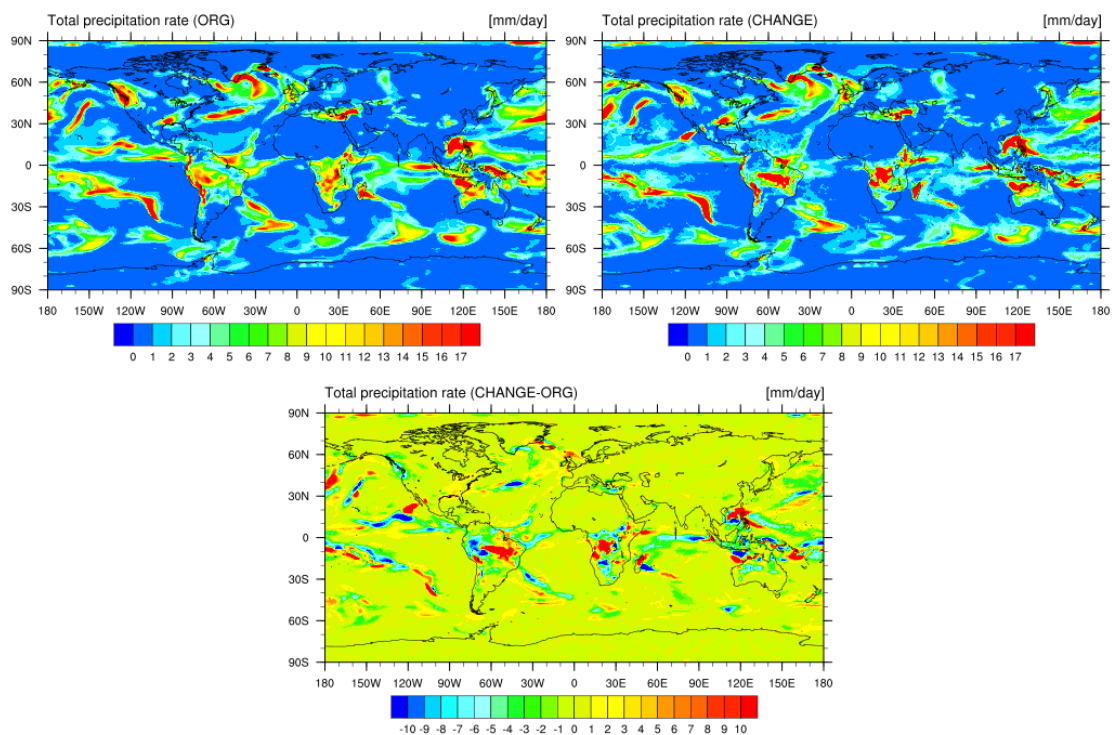 Total precipitation rate (ORG) [mm/day]
90N
60N
30N
0
30S
60S
90S
180 150W 120W 90W 60W 30W 0 30E 60E 90E 120E 150E 180
0 1 2 3 4 5 6 7 8 9 10 11 12 13 14 15 16 17
Total precipitation rate (CHANGE) [mm/day]
90N
60N
30N
0
30S
60S
90S
180 150W 120W 90W 60W 30W 0 30E 60E 90E 120E 150E 180
0 1 2 3 4 5 6 7 8 9 10 11 12 13 14 15 16 17
Total precipitation rate (CHANGE-ORG) [mm/day]
90N
60N
30N
0
30S
60S
90S
180 150W 120W 90W 60W 30W 0 30E 60E 90E 120E 150E 180
-10 -9 -8 -7 -6 -5 -4 -3 -2 -1 0 1 2 3 4 5 6 7 8 9 10